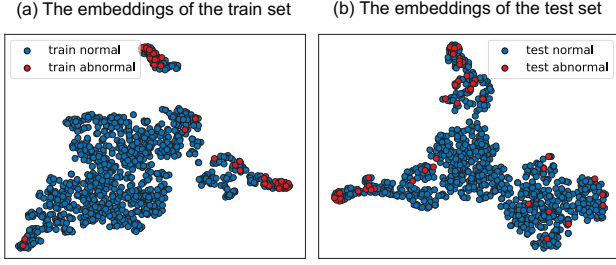 (a) The embeddings of the train set
train normal
train abnormal
(b) The embeddings of the test set
test normal
test abnormal